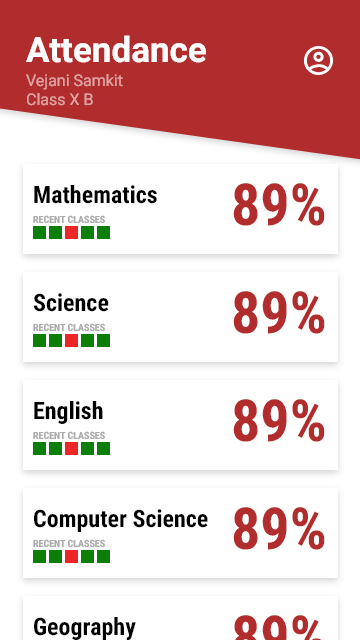 Attendance
Vejani Samkit
Class X B
Mathematics
RECENT CLASSES
89%
Science
RECENT CLASSES
89%
English
RECENT CLASSES
89%
Computer Science
RECENT CLASSES
89%
Geography
89%